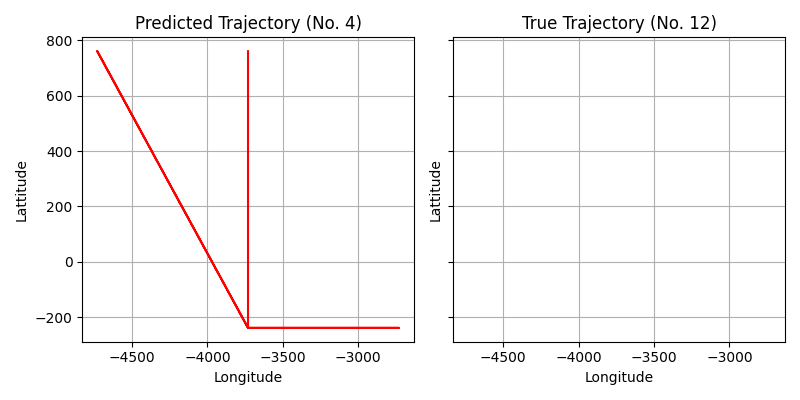 Predicted Trajectory (No. 4)
True Trajectory (No. 12)
800
600
400
200
0
−200
Lattitude
Lattitude
−4500
−4000
−3500
−3000
−4500
−4000
−3500
−3000
Longitude
Longitude